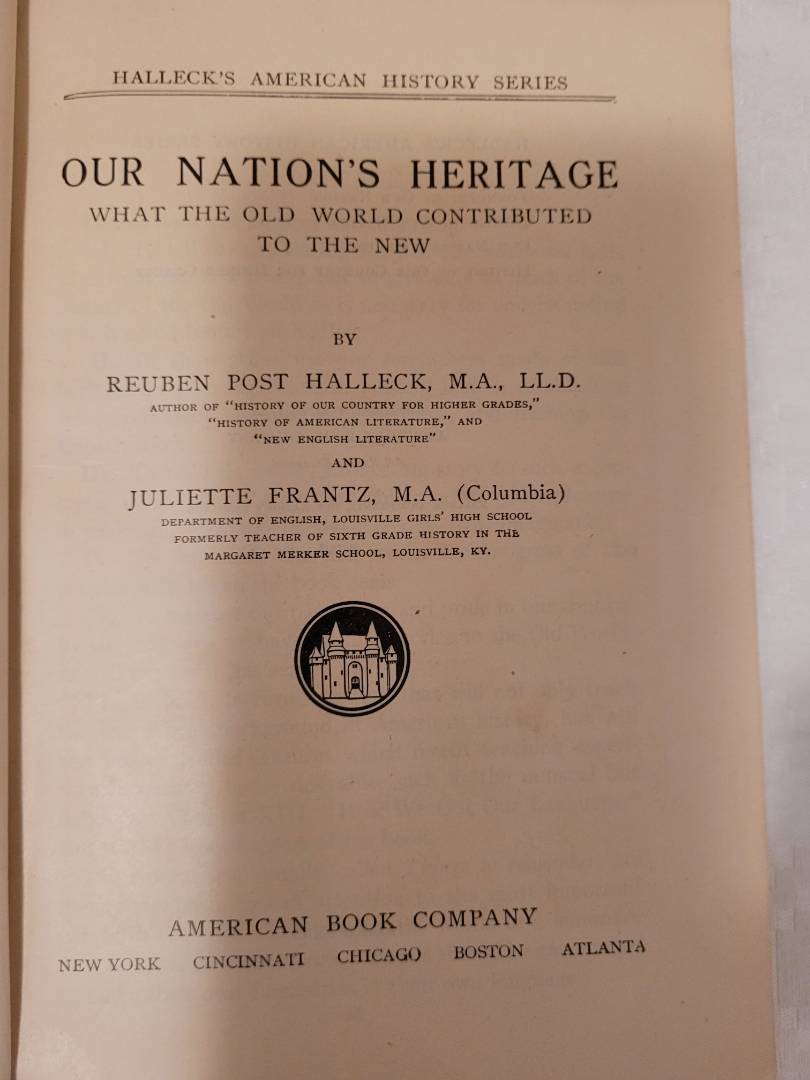 HALLECK'S AMERICAN HISTORY SERIES
OUR NATION'S HERITAGE
WHAT THE OLD WORLD CONTRIBUTED
TO THE NEW
BY
REUBEN POST HALLECK, M.A., LL.D.
AUTHOR OF "HISTORY OF OUR COUNTRY FOR HIGHER GRADES,"
"HISTORY OF AMERICAN LITERATURE," AND
"NEW ENGLISH LITERATURE"
AND
JULIETTE FRANTZ, M.A. (Columbia)
DEPARTMENT OF ENGLISH, LOUISVILLE GIRLS' HIGH SCHOOL
FORMERLY TEACHER OF SIXTH GRADE HISTORY IN THE
MARGARET MERKER SCHOOL, LOUISVILLE, KY.
AMERICAN BOOK COMPANY
NEW YORK CINCINNATI CHICAGO BOSTON ATLANTA